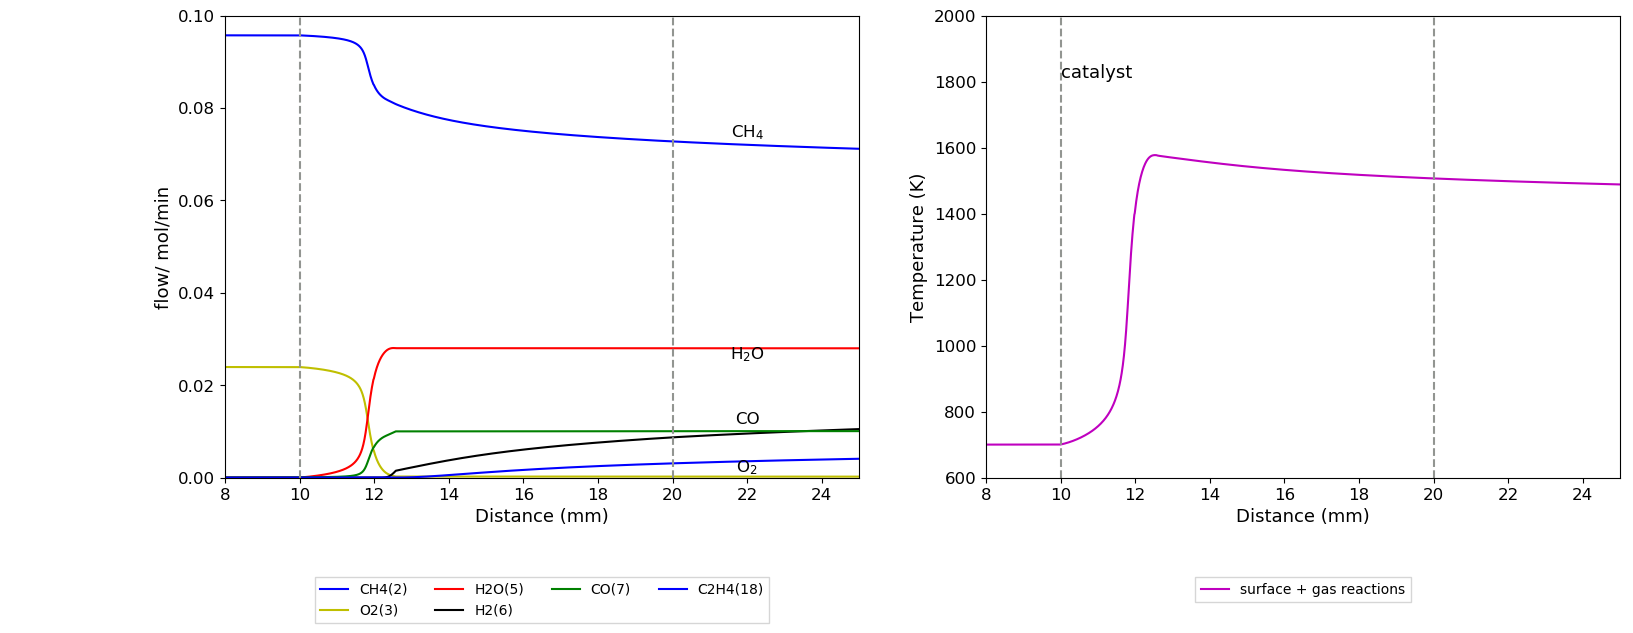 0.10
0.08
0.06
0.04
0.02
0.00
flow/ mol/min
CH₄
H₂O
CO
O₂
8 10 12 14 16 18 20 22 24
Distance (mm)
CH4(2) H2O(5) CO(7) C2H4(18)
O2(3) H2(6)
2000
1800
1600
1400
1200
1000
800
600
Temperature (K)
catalyst
8 10 12 14 16 18 20 22 24
Distance (mm)
surface + gas reactions